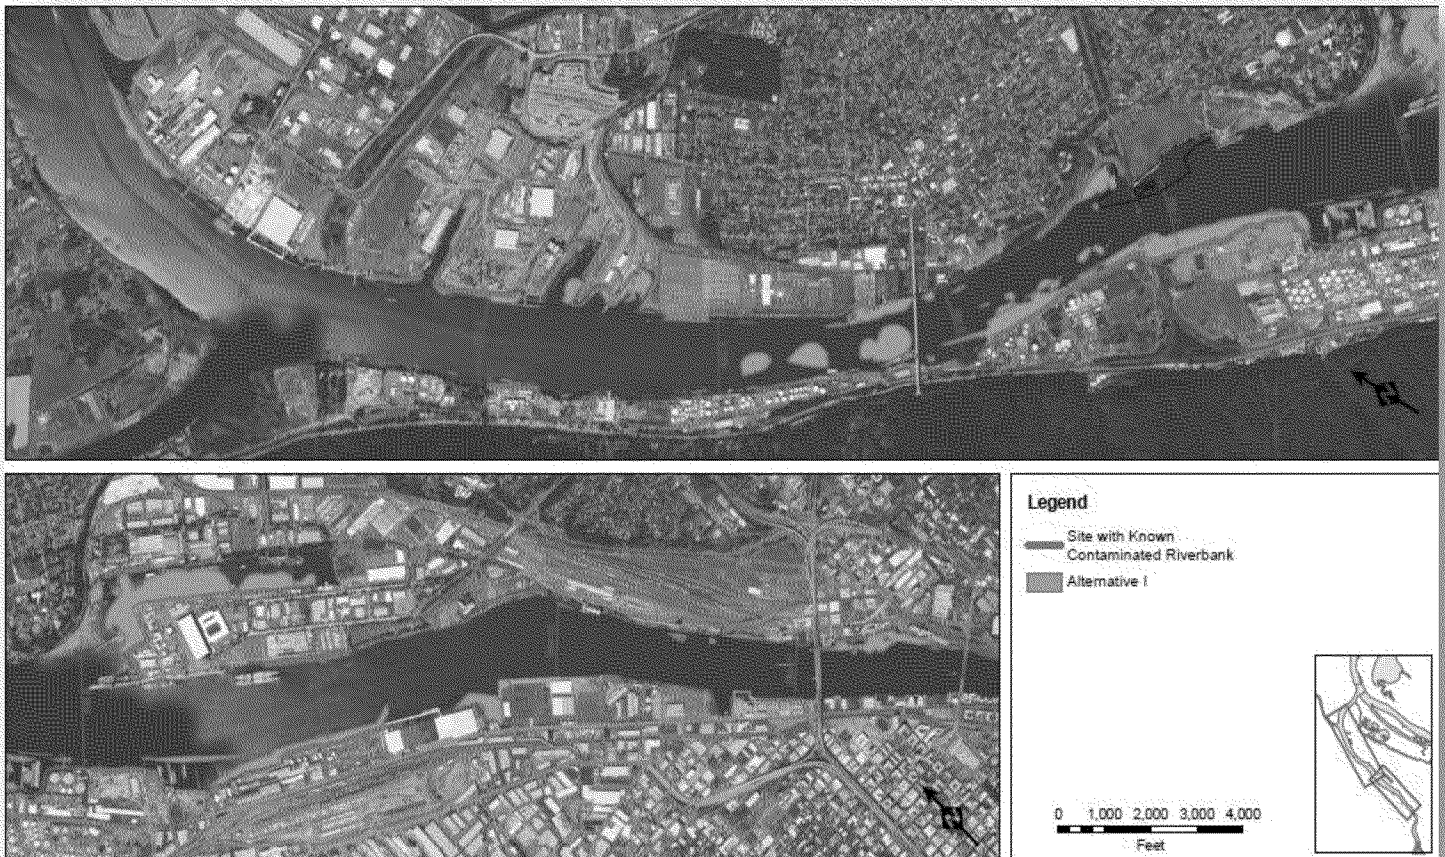 Legend
Site with Known
Contaminated Riverbank
Alternative I
0 1,000 2,000 3,000 4,000
Feet
N
N